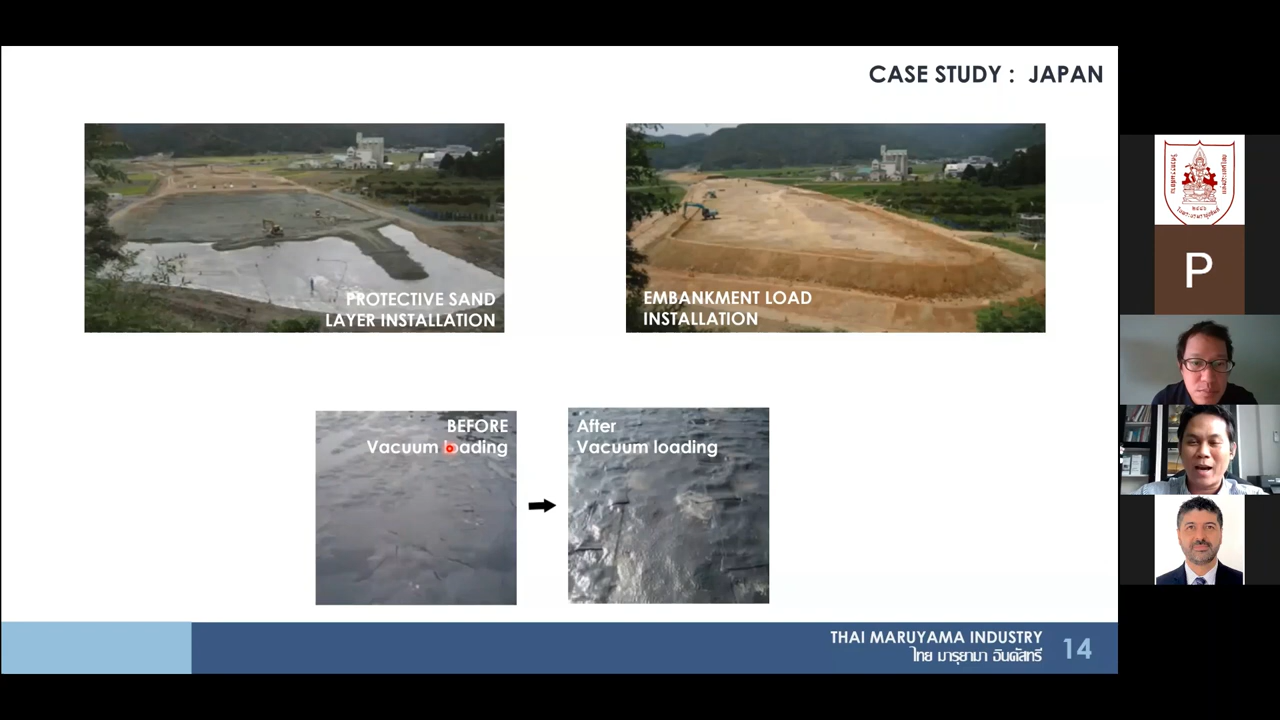 CASE STUDY : JAPAN
PROTECTIVE SAND
LAYER INSTALLATION
EMBANKMENT LOAD
INSTALLATION
BEFORE
Vacuum loading
After
Vacuum loading
THAI MARUYAMA INDUSTRY
ไทย มารุยามา อินดัสทรี
14
P